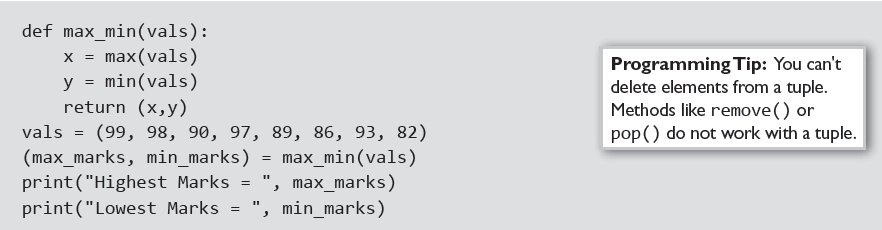 def max_min(vals):
    x = max(vals)
    y = min(vals)
    return (x,y)
vals = (99, 98, 90, 97, 89, 86, 93, 82)
(max_marks, min_marks) = max_min(vals)
print("Highest Marks = ", max_marks)
print("Lowest Marks = ", min_marks)
Programming Tip: You can't
delete elements from a tuple.
Methods like remove() or
pop() do not work with a tuple.